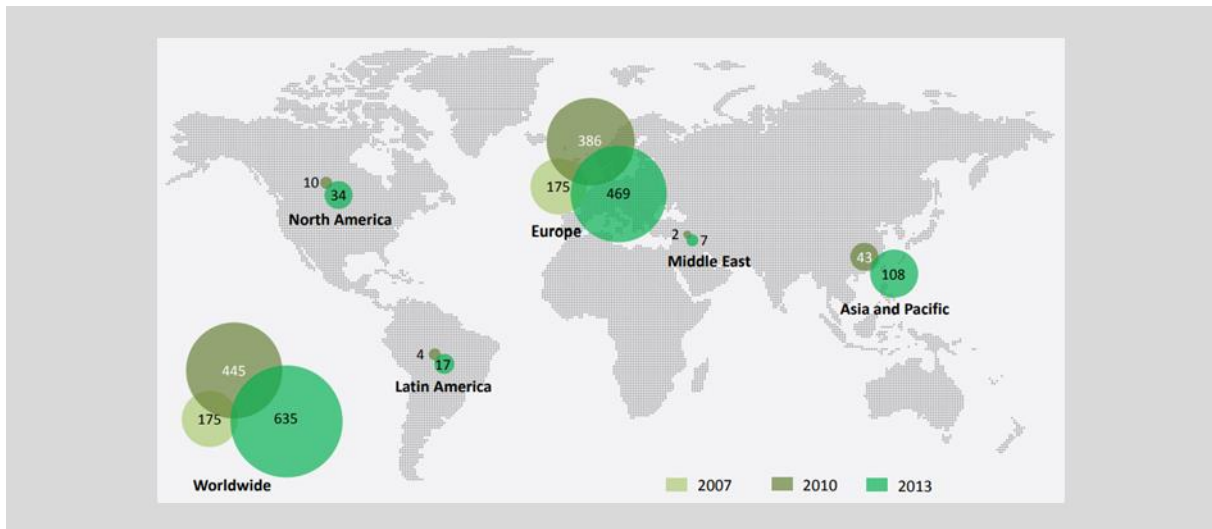 386
10
34
North America
175
469
Europe
2
7
Middle East
43
108
Asia and Pacific
4
17
Latin America
445
175
635
Worldwide
2007
2010
2013